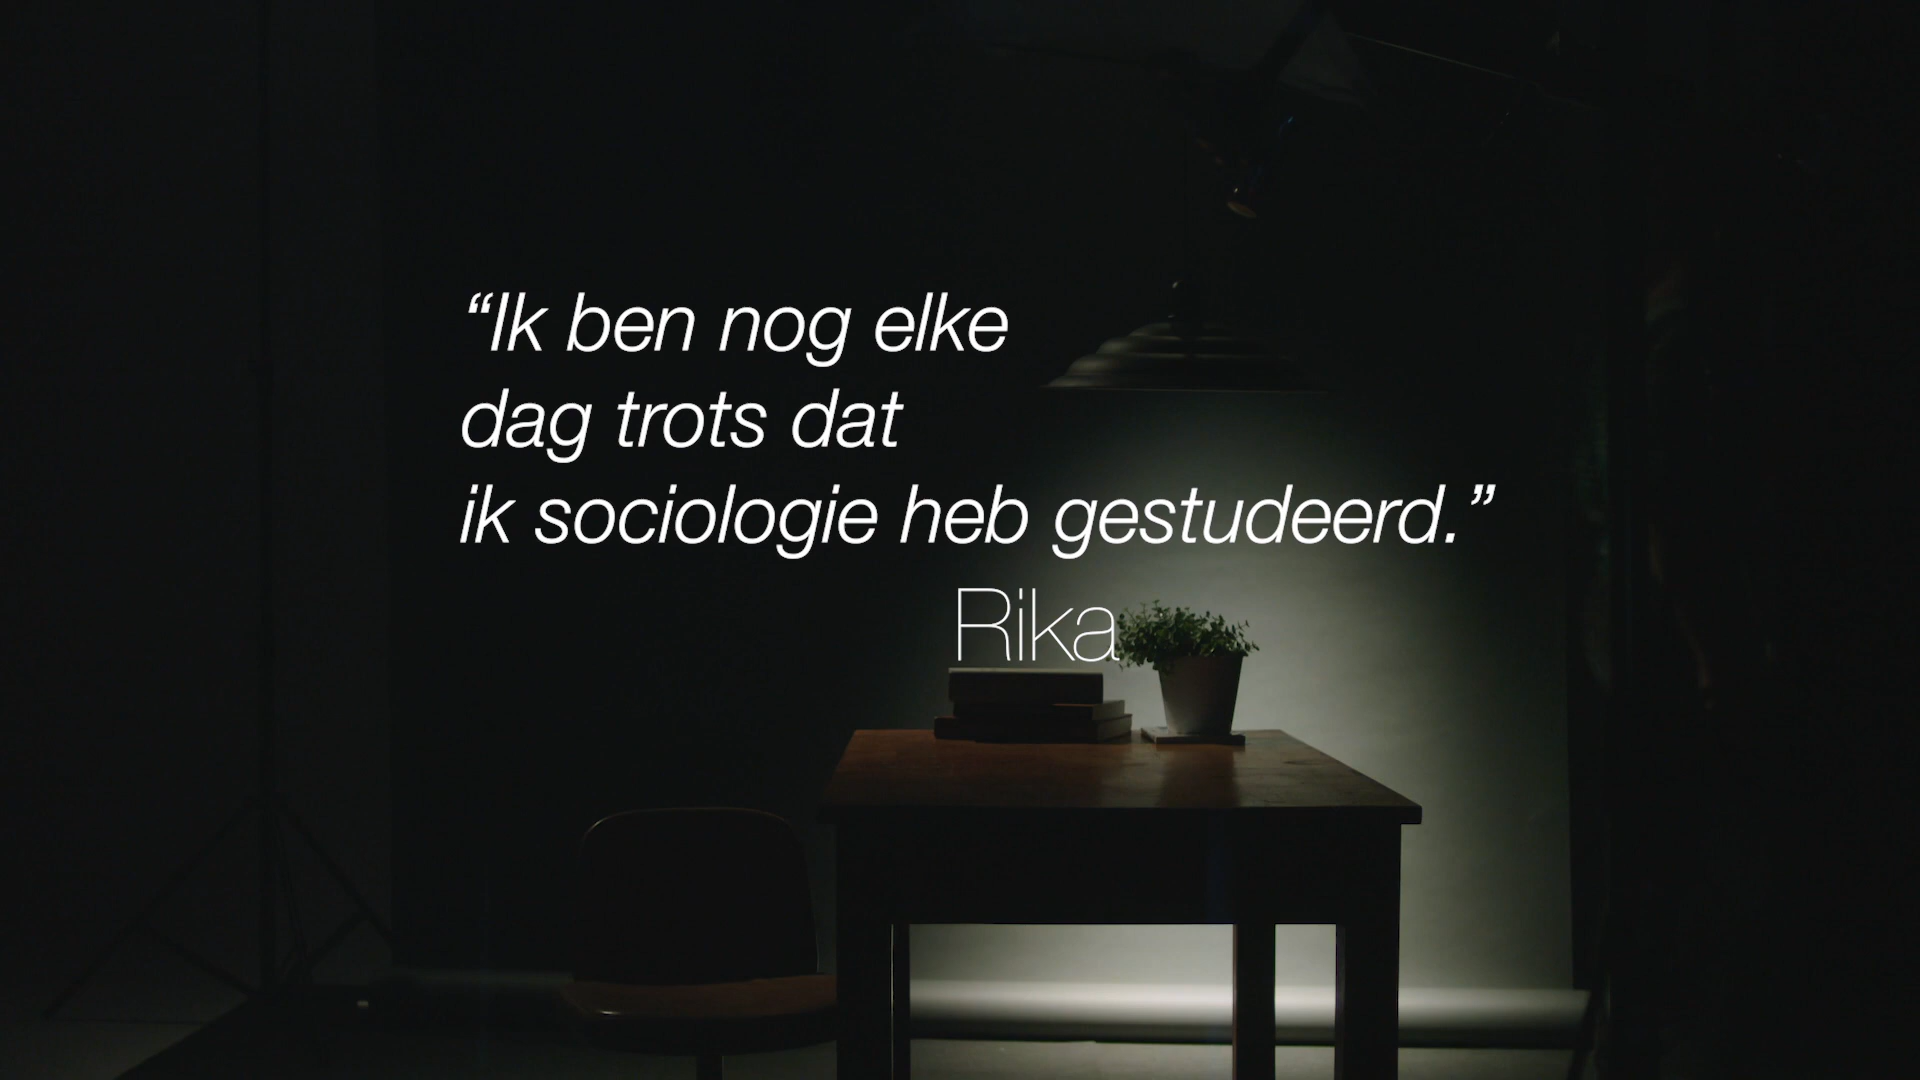 “Ik ben nog elke
dag trots dat
ik sociologie heb gestudeerd.”
Rika